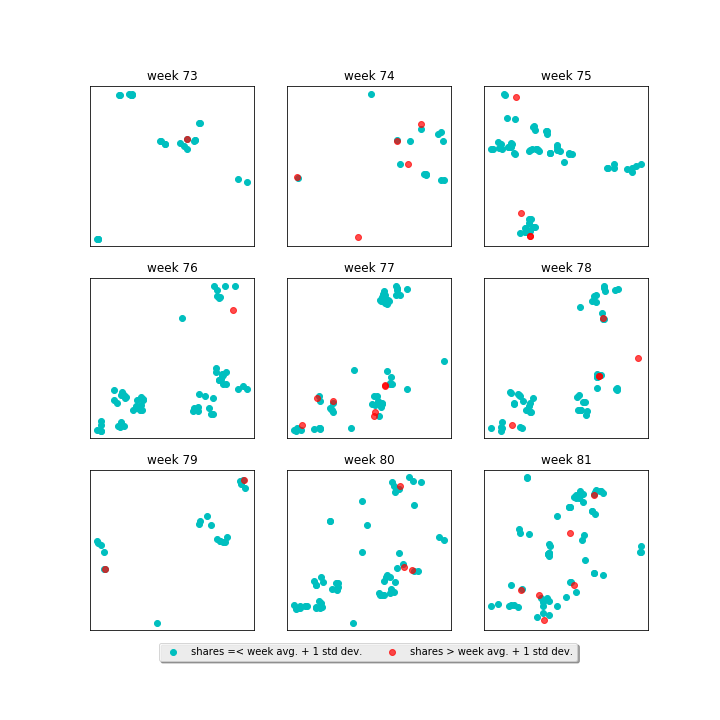 week 73
week 74
week 75
week 76
week 77
week 78
week 79
week 80
week 81
shares =< week avg. + 1 std dev.
shares > week avg. + 1 std dev.